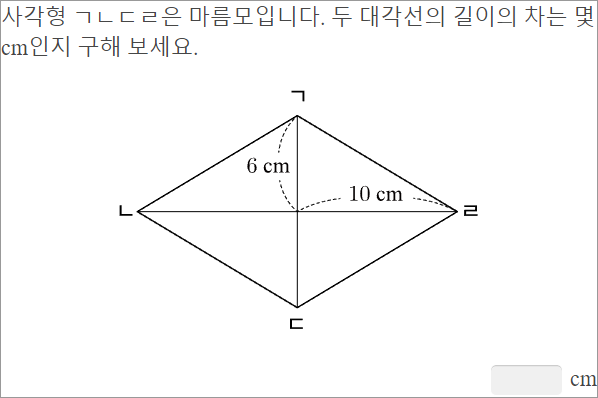 사각형 ㄱㄴㄷㄹ은 마름모입니다. 두 대각선의 길이의 차는 몇
cm인지 구해 보세요.
ㄱ
6 cm
10 cm
ㄴ
ㄹ
ㄷ
cm